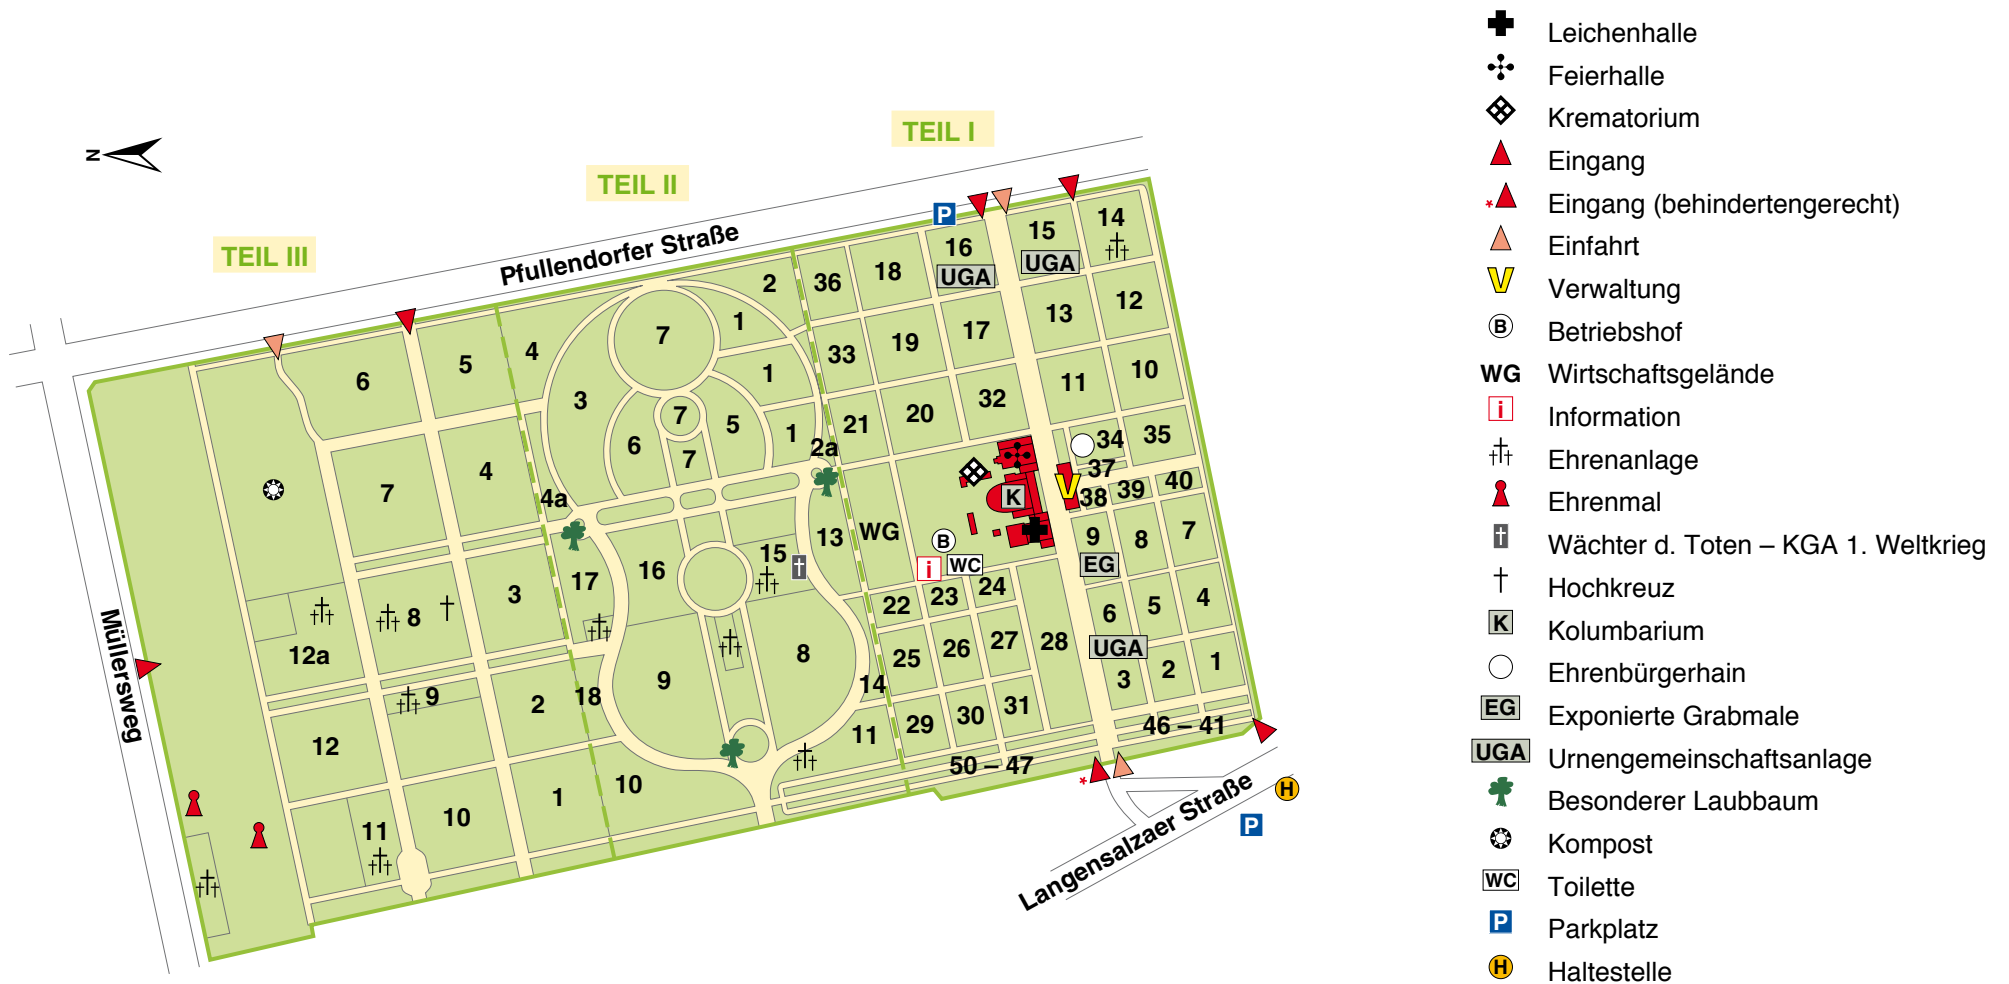 TEIL I
TEIL II
TEIL III
N
Pfullendorfer Straße
Müllersweg
Langensalzaer Straße
P
14
15
UGA
16
UGA
18
36
2
12
13
17
19
33
1
7
4
5
6
10
11
32
20
21
1
1
2a
5
7
7
6
3
35
34
37
40
39
38
V
K
B
i
WC
WG
7
8
9
EG
13
15
16
17
4a
4
7
24
23
22
4
5
6
UGA
28
27
26
25
14
8
9
18
3
8
12a
1
2
3
31
30
29
11
2
9
12
46 – 41
50 – 47
10
1
10
11
*
H
P
Leichenhalle
Feierhalle
Krematorium
Eingang
* Eingang (behindertengerecht)
Einfahrt
V Verwaltung
B Betriebshof
WG Wirtschaftsgelände
i Information
Ehrenanlage
Ehrenmal
Wächter d. Toten – KGA 1. Weltkrieg
Hochkreuz
K Kolumbarium
Ehrenbürgerhain
EG Exponierte Grabmale
UGA Urnengemeinschaftsanlage
Besonderer Laubbaum
Kompost
WC Toilette
P Parkplatz
H Haltestelle